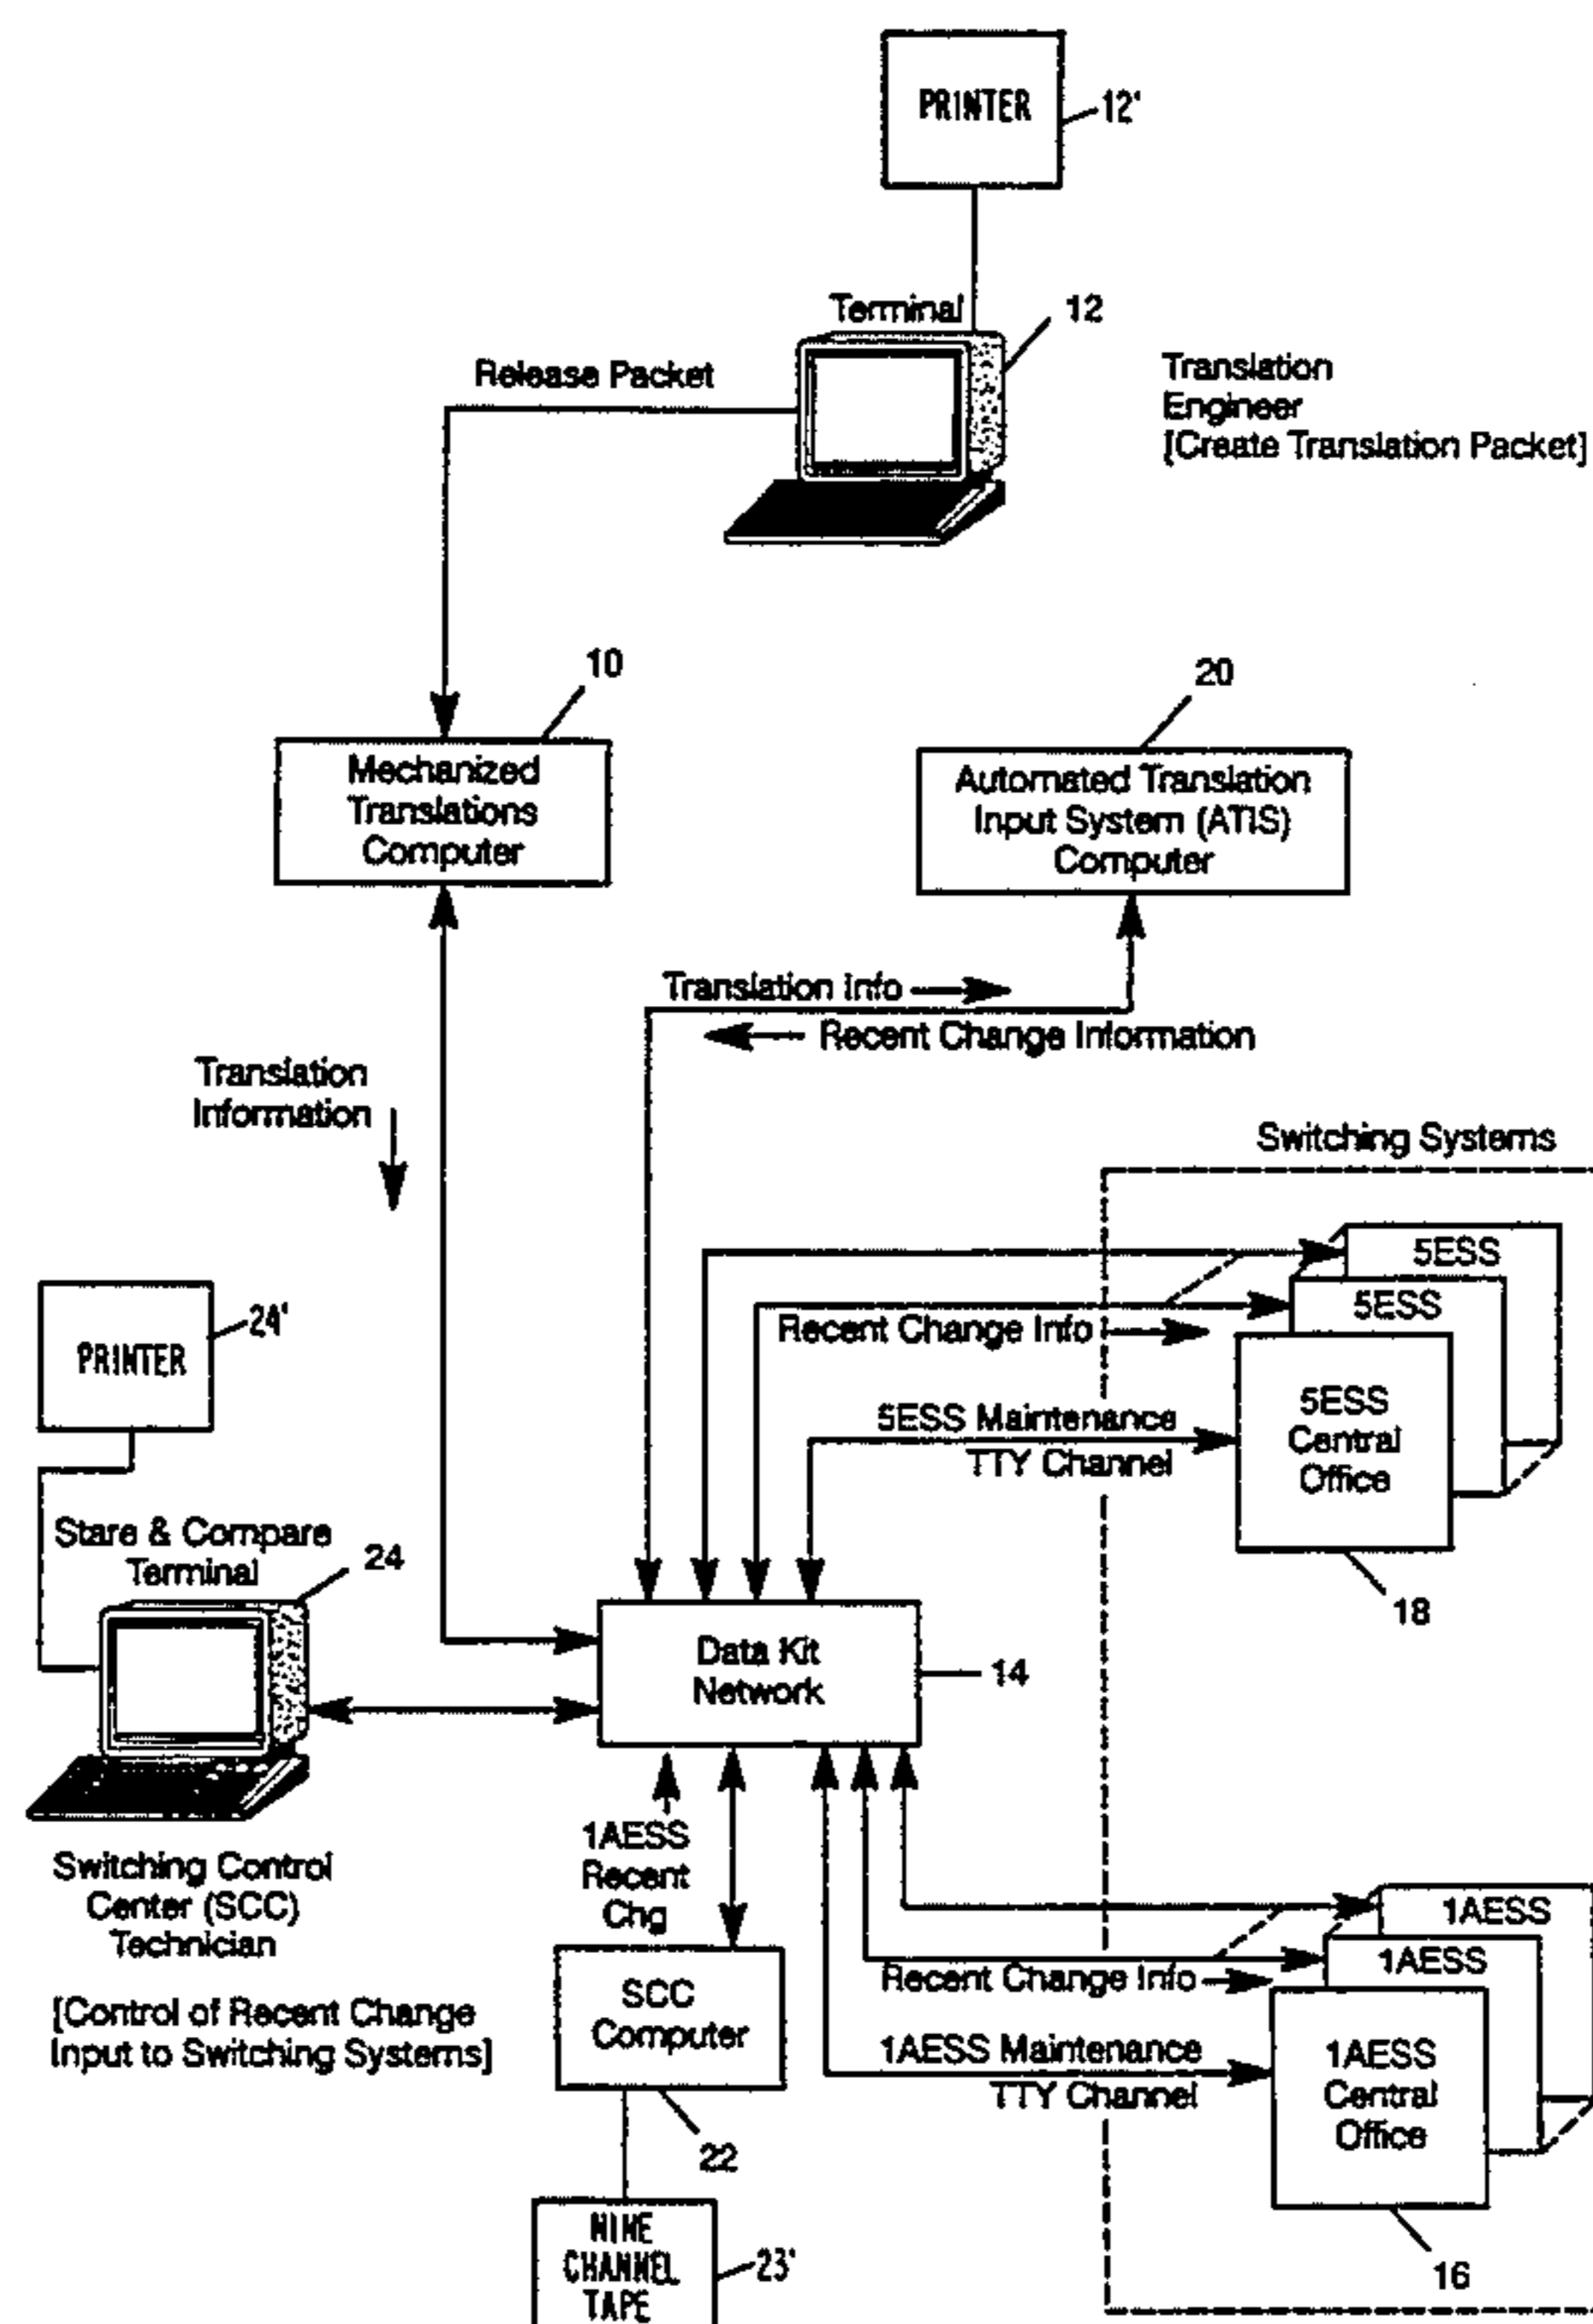 PRINTER
12'
Terminal
12
Release Packet
Translation
Engineer
[Create Translation Packet]
10
20
Mechanized
Translations
Computer
Automated Translation
Input System (ATIS)
Computer
Translation Info
Recent Change Information
Translation
Information
Switching Systems
5ESS
5ESS
Recent Change Info
24'
PRINTER
5ESS Maintenance
TTY Channel
5ESS
Central
Office
Stare & Compare
Terminal
24
18
Data Kit
Network
14
1AESS
Recent
Chg
Switching Control
Center (SCC)
Technician
1AESS
1AESS
Recent Change Info
[Control of Recent Change
Input to Switching Systems]
SCC
Computer
1AESS Maintenance
TTY Channel
1AESS
Central
Office
22
16
NINE
CHANNEL
TAPE
23'